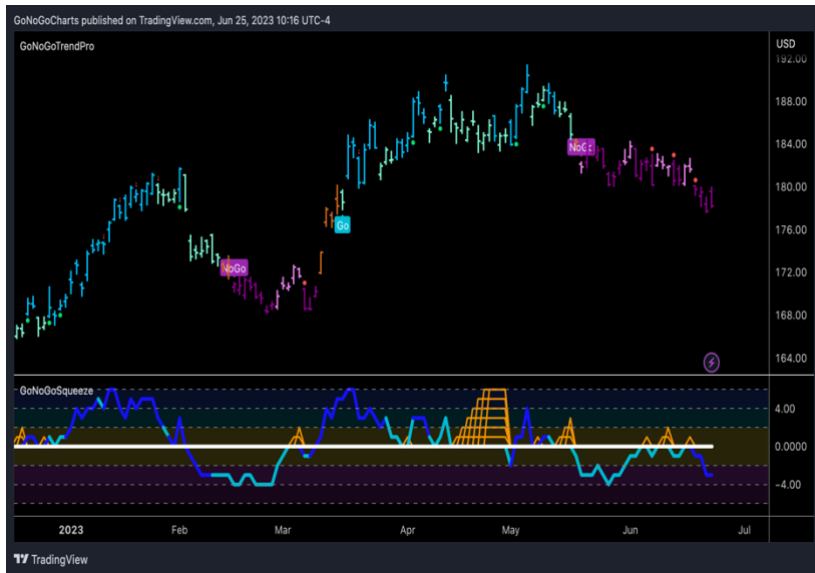 GoNoGoCharts published on TradingView.com, Jun 25, 2023 10:16 UTC-4
GoNoGoTrendPro
USD
192.00
188.00
184.00
180.00
176.00
172.00
168.00
164.00
NoGo
Go
GoNoGoSqueeze
4.00
0.0000
−4.00
2023 Feb Mar Apr May Jun Jul
TradingView